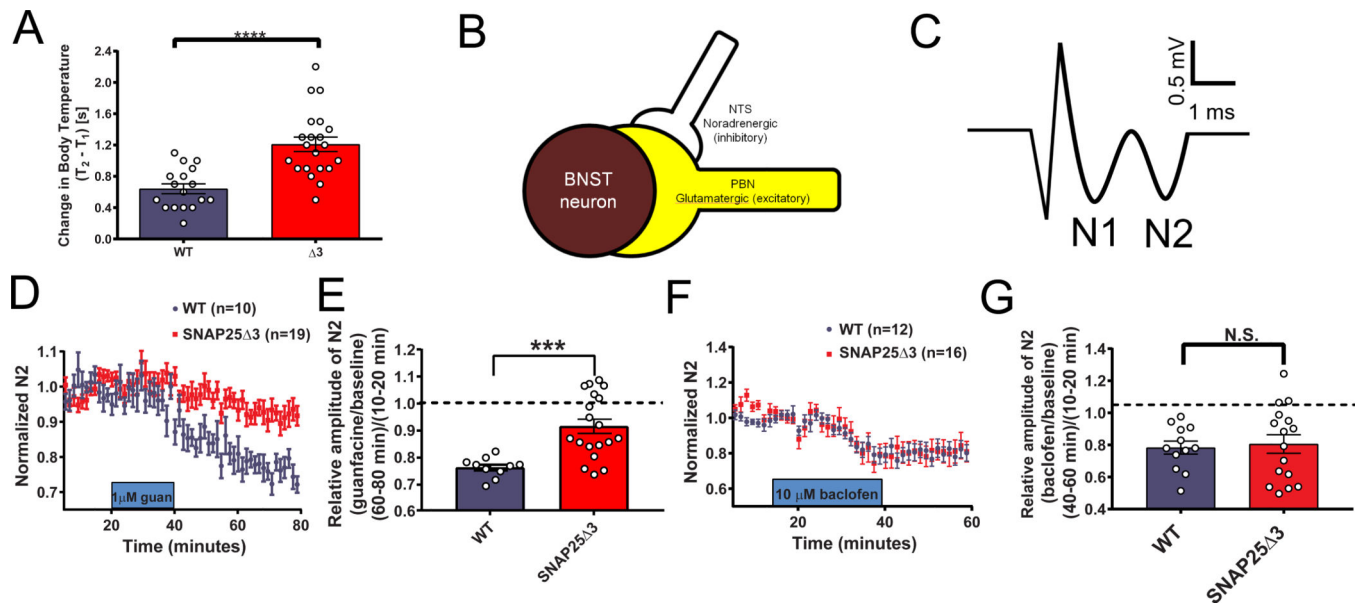 A
****
Change in Body Temperature
(T2 - T1) [s]
2.4
2.0
1.6
1.2
0.8
0.4
0.0
WT
Δ3
B
NTS
Noradrenergic
(inhibitory)
BNST
neuron
PBN
Glutamatergic (excitatory)
C
0.5 mV
1 ms
N1
N2
D
WT (n=10)
SNAP25Δ3 (n=19)
Normalized N2
1.1
1.0
0.9
0.8
0.7
1μM guan
20
40
60
80
Time (minutes)
E
Relative amplitude of N2
(guanfacine/baseline)
(60-80 min)/(10-20 min)
***
1.2
1.1
1.0
0.9
0.8
0.7
0.6
WT
SNAP25Δ3
F
WT (n=12)
SNAP25Δ3 (n=16)
Normalized N2
1.4
1.2
1.0
0.8
0.6
10 μM baclofen
20
40
60
Time (minutes)
G
Relative amplitude of N2
(baclofen/baseline)
(40-60 min)/(10-20 min)
N.S.
1.4
1.2
1.0
0.8
0.6
0.4
WT
SNAP25Δ3